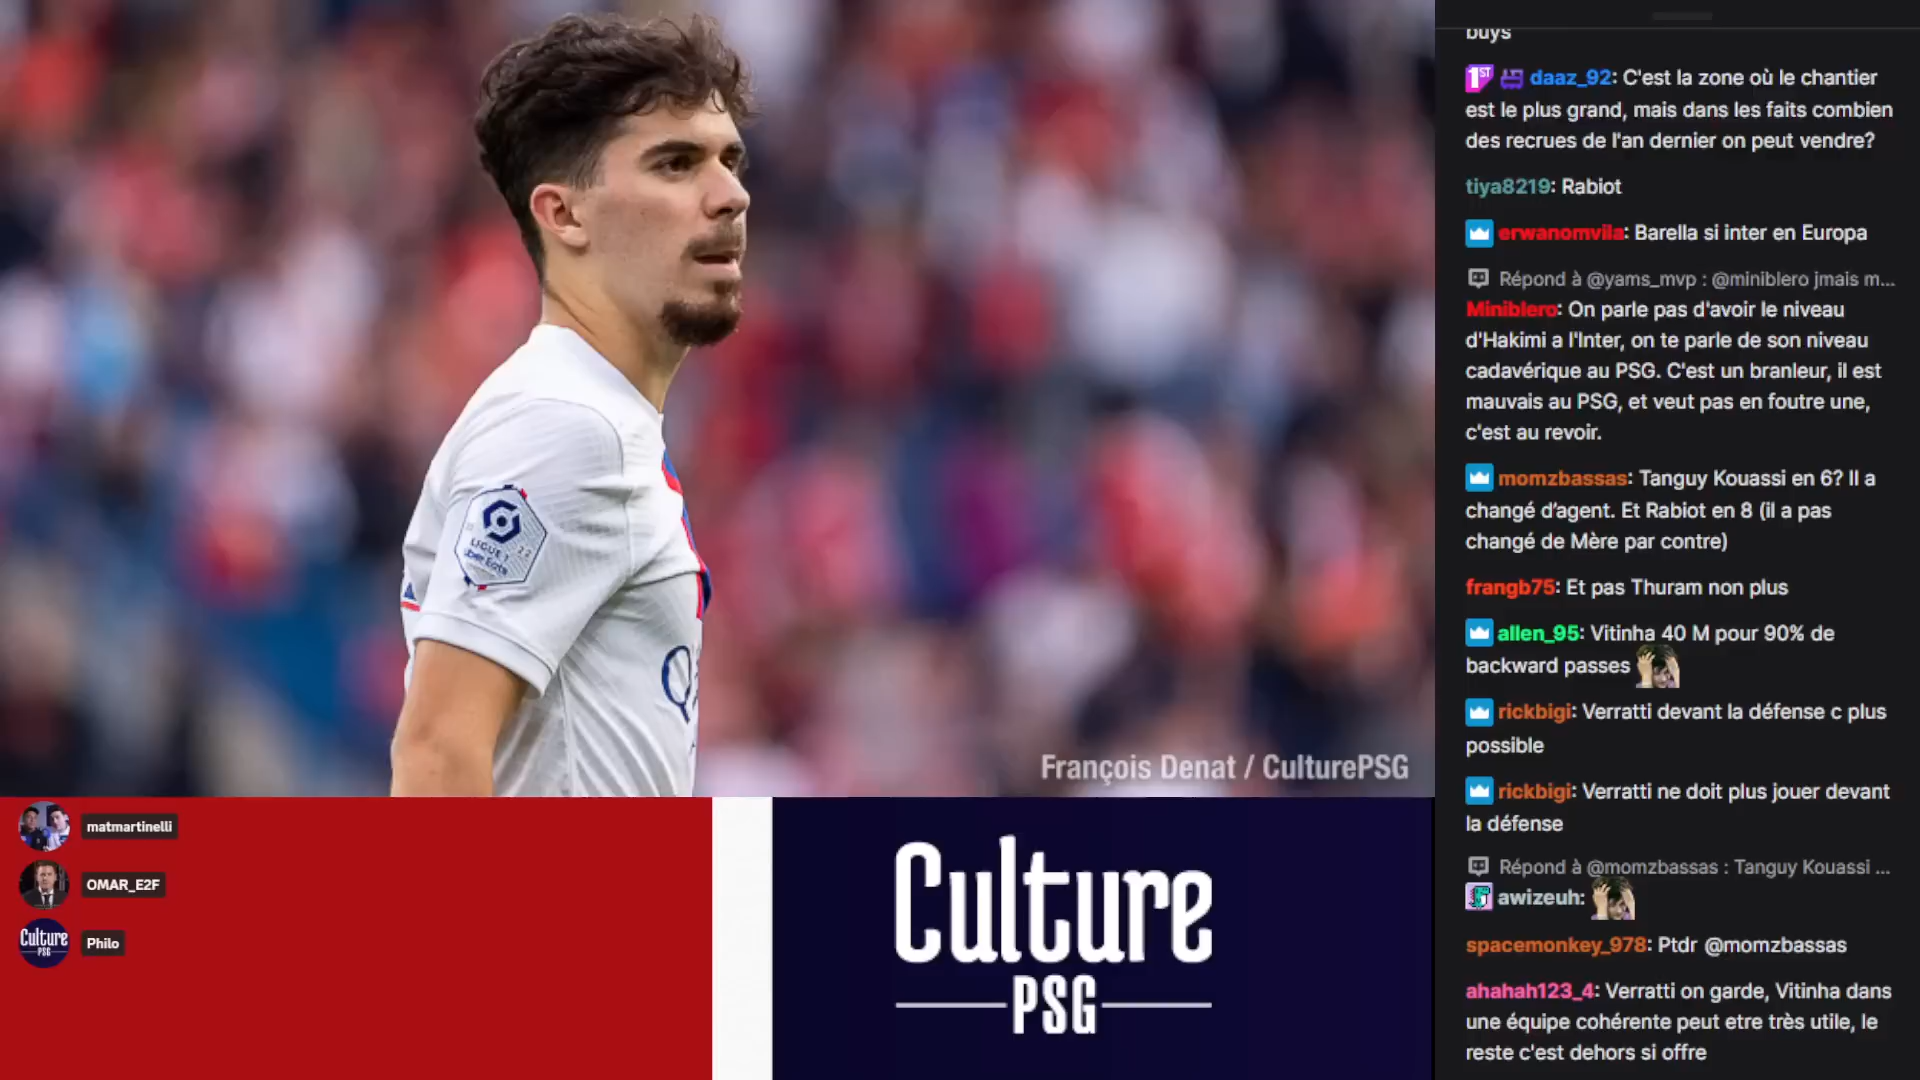 LIGUE 1
Uber Eats
22
Q
François Denat / CulturePSG
matmartinelli
OMAR_E2F
Culture
PSG
Philo
Culture
PSG
buys
1ST daaz_92: C'est la zone où le chantier
est le plus grand, mais dans les faits combien
des recrues de l'an dernier on peut vendre?
tiya8219: Rabiot
erwanomvila: Barella si inter en Europa
Répond à @yams_mvp : @miniblero jmais m...
Miniblero: On parle pas d'avoir le niveau
d'Hakimi a l'Inter, on te parle de son niveau
cadavérique au PSG. C'est un branleur, il est
mauvais au PSG, et veut pas en foutre une,
c'est au revoir.
momzbassas: Tanguy Kouassi en 6? Il a
changé d’agent. Et Rabiot en 8 (il a pas
changé de Mère par contre)
frangb75: Et pas Thuram non plus
allen_95: Vitinha 40 M pour 90% de
backward passes
rickbigi: Verratti devant la défense c plus
possible
rickbigi: Verratti ne doit plus jouer devant
la défense
Répond à @momzbassas : Tanguy Kouassi ...
awizeuh:
spacemonkey_978: Ptdr @momzbassas
ahahah123_4: Verratti on garde, Vitinha dans
une équipe cohérente peut etre très utile, le
reste c'est dehors si offre